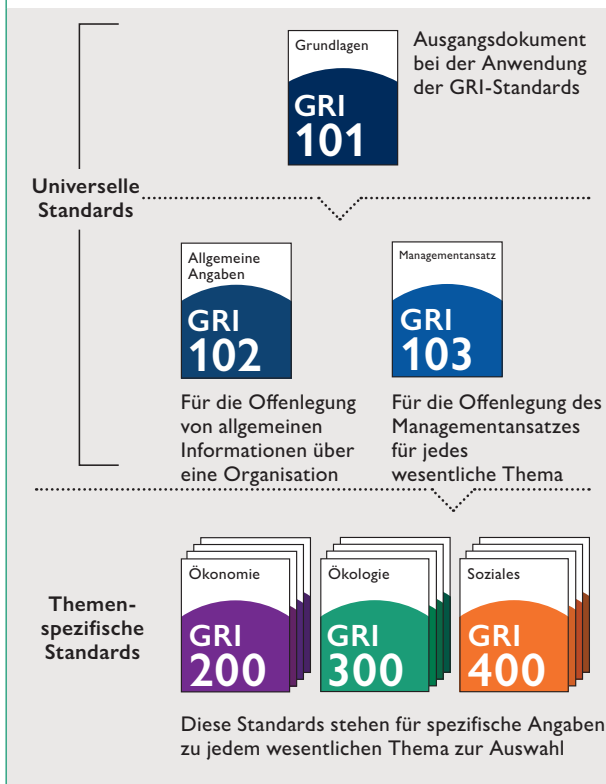 Grundlagen
GRI
101
Ausgangsdokument
bei der Anwendung
der GRI-Standards
Universelle
Standards
Allgemeine
Angaben
GRI
102
Für die Offenlegung
von allgemeinen
Informationen über
eine Organisation
Managementansatz
GRI
103
Für die Offenlegung des
Managementansatzes
für jedes
wesentliche Thema
Themen-
spezifische
Standards
Ökonomie
GRI
200
Ökologie
GRI
300
Soziales
GRI
400
Diese Standards stehen für spezifische Angaben
zu jedem wesentlichen Thema zur Auswahl